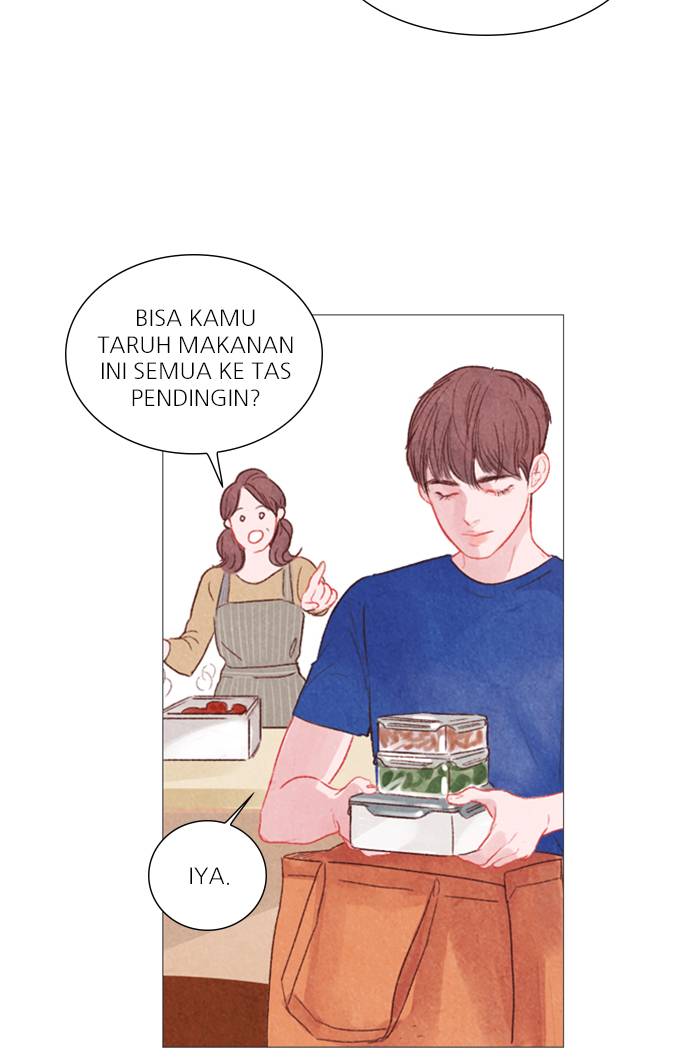 BISA KAMU
TARUH MAKANAN
INI SEMUA KE TAS
PENDINGIN?
IYA.